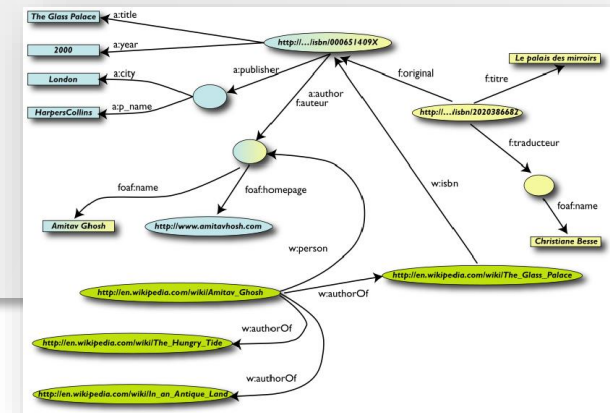 The Glass Palace
a:title
http://...isbn/000651409X
2000
a:year
Le palais des mirroirs
London
a:city
a:publisher
f:original
f:titre
HarpersCollins
a:p_name
a:author
f:auteur
http://...isbn/2020386682
f:traducteur
w:isbn
foaf:name
foaf:homepage
foaf:name
Amitav Ghosh
http://www.amitavhosh.com
Christiane Besse
w:person
http://en.wikipedia.com/wiki/The_Glass_Palace
http://en.wikipedia.com/wiki/Amitav_Ghosh
w:authorOf
w:authorOf
http://en.wikipedia.com/wiki/The_Hungry_Tide
w:authorOf
http://en.wikipedia.com/wiki/In_an_Antique_Land